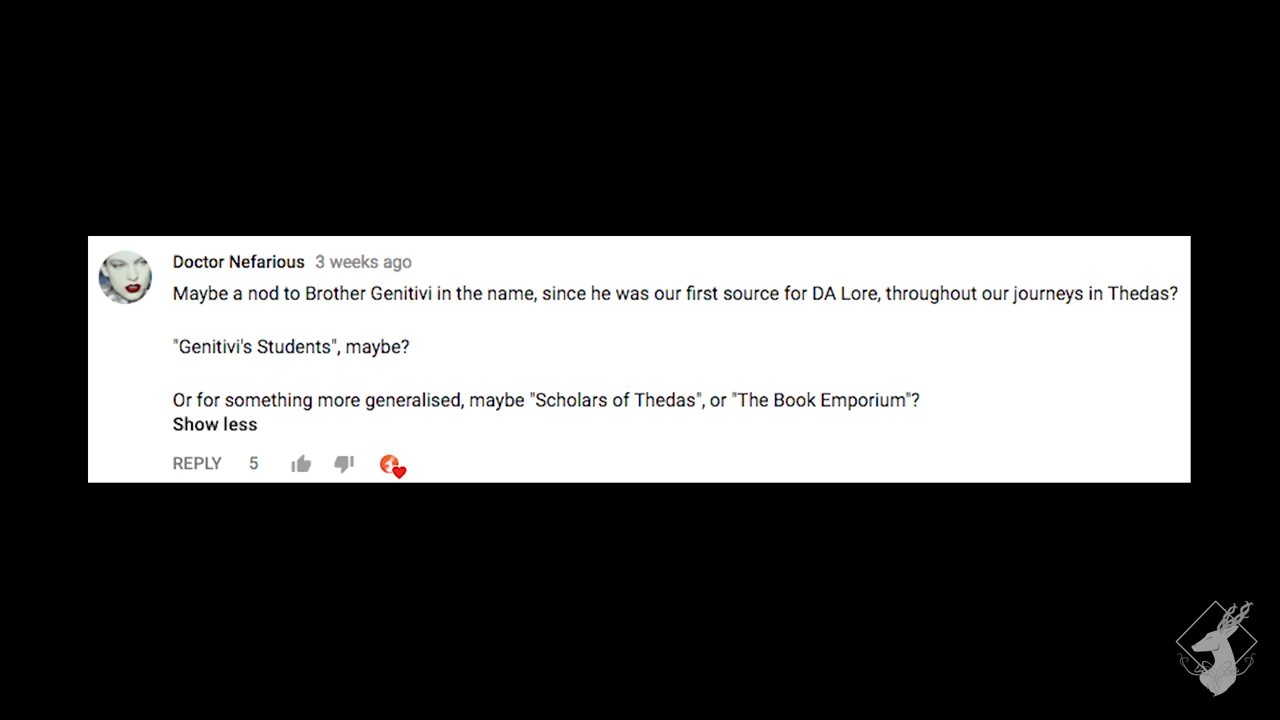 Doctor Nefarious 3 weeks ago
Maybe a nod to Brother Genitivi in the name, since he was our first source for DA Lore, throughout our journeys in Thedas?
"Genitivi's Students", maybe?
Or for something more generalised, maybe "Scholars of Thedas", or "The Book Emporium"?
Show less
REPLY 5